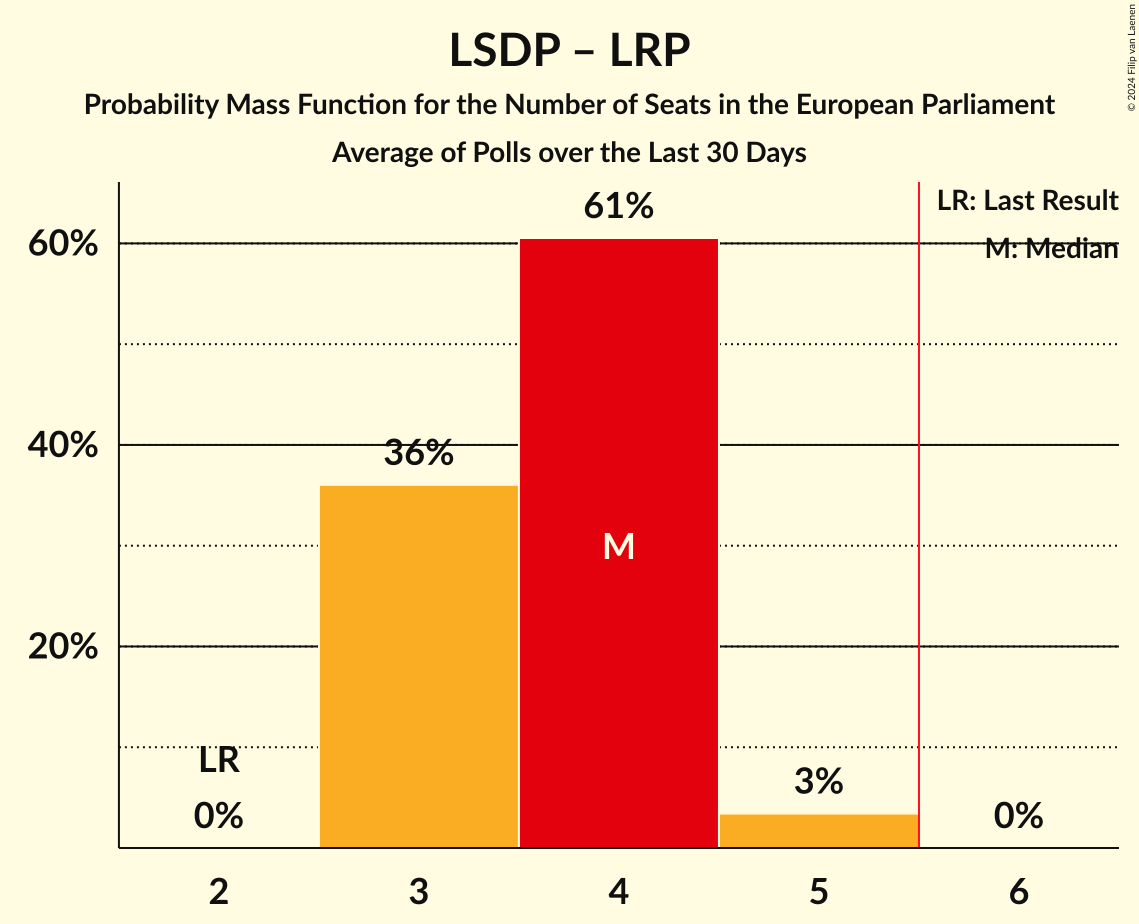 LSDP – LRP
Probability Mass Function for the Number of Seats in the European Parliament
Average of Polls over the Last 30 Days
© 2024 Filip van Laenen
LR: Last Result
M: Median
60%
40%
20%
LR
0%
36%
61%
M
3%
0%
2 3 4 5 6